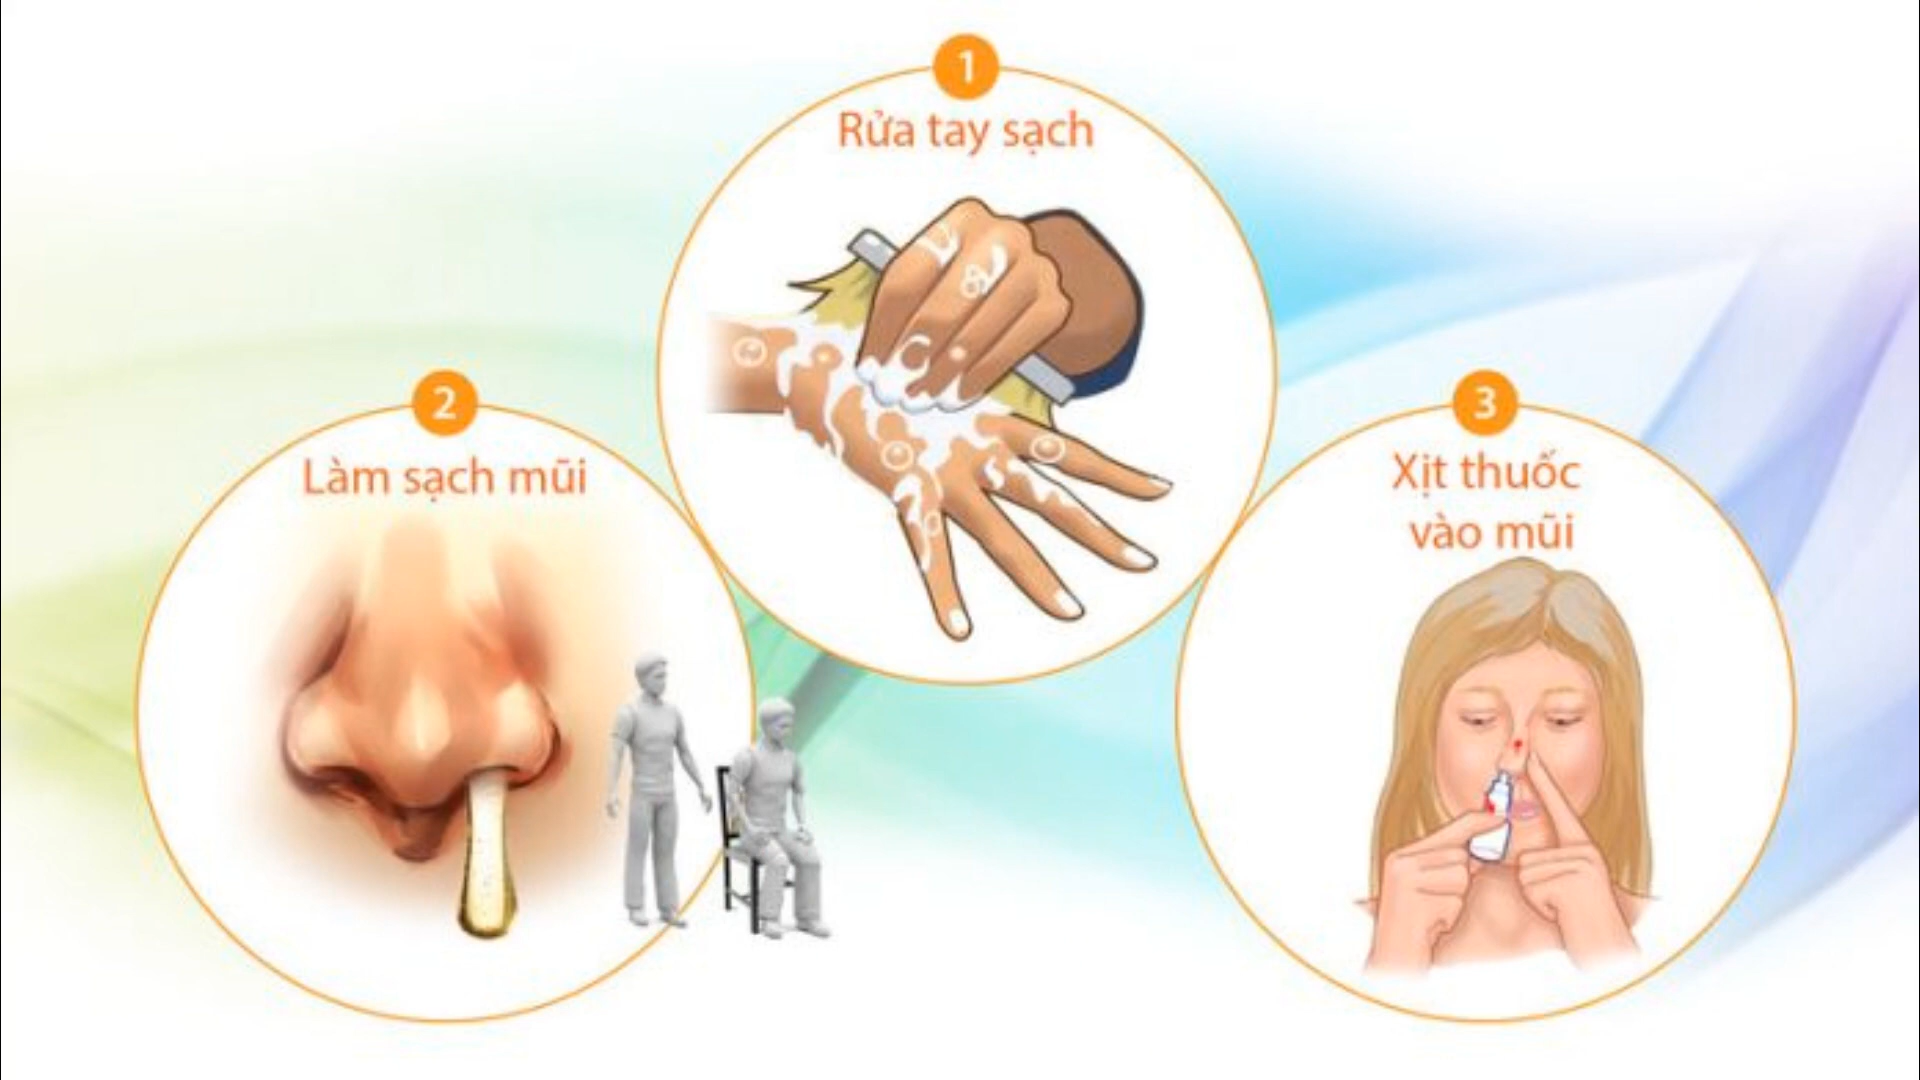 1
Rửa tay sạch
2
Làm sạch mũi
3
Xịt thuốc
vào mũi